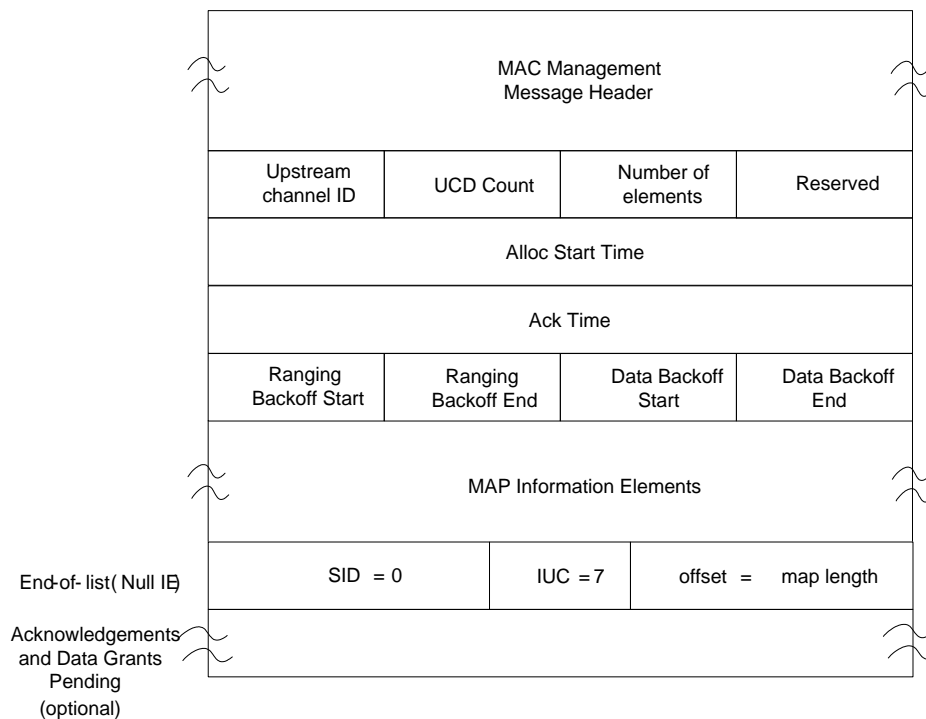 MAC Management
Message Header
Upstream
channel ID
UCD Count
Number of
elements
Reserved
Alloc Start Time
Ack Time
Ranging
Backoff Start
Ranging
Backoff End
Data Backoff
Start
Data Backoff
End
MAP Information Elements
End-of-list(Null IE)
SID = 0
IUC = 7
offset = map length
Acknowledgements
and Data Grants
Pending
(optional)